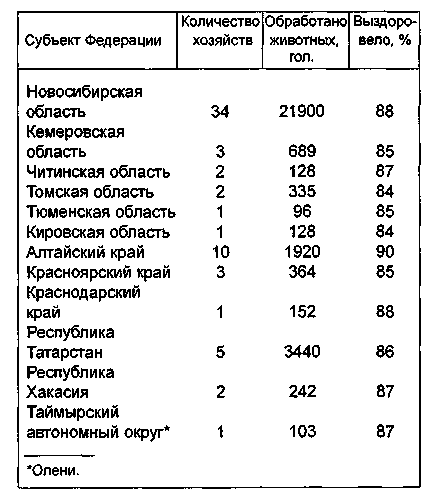 Субъект Федерации Количество хозяйств Обработано животных, гол. Выздоро-вело, %
Новосибирская
область 34 21900 88
Кемеровская
область 3 689 85
Читинская область 2 128 87
Томская область 2 335 84
Тюменская область 1 96 85
Кировская область 1 128 84
Алтайский край 10 1920 90
Красноярский край 3 364 85
Краснодарский
край 1 152 88
Республика
Татарстан 5 3440 86
Республика
Хакасия 2 242 87
Таймырский
автономный округ* 1 103 87
*Олени.